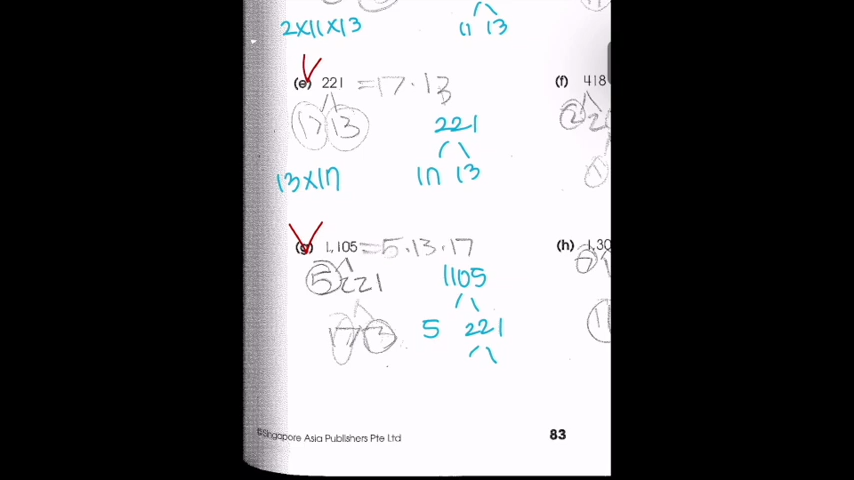 2x11x13
11 13
(e) 221 =17·13
17 13
221
17 13
13x17
(f) 418
2
(g) 1,105 =5·13·17
5 221
17 13
1105
5 221
(h) 1,30
©Singapore Asia Publishers Pte Ltd
83